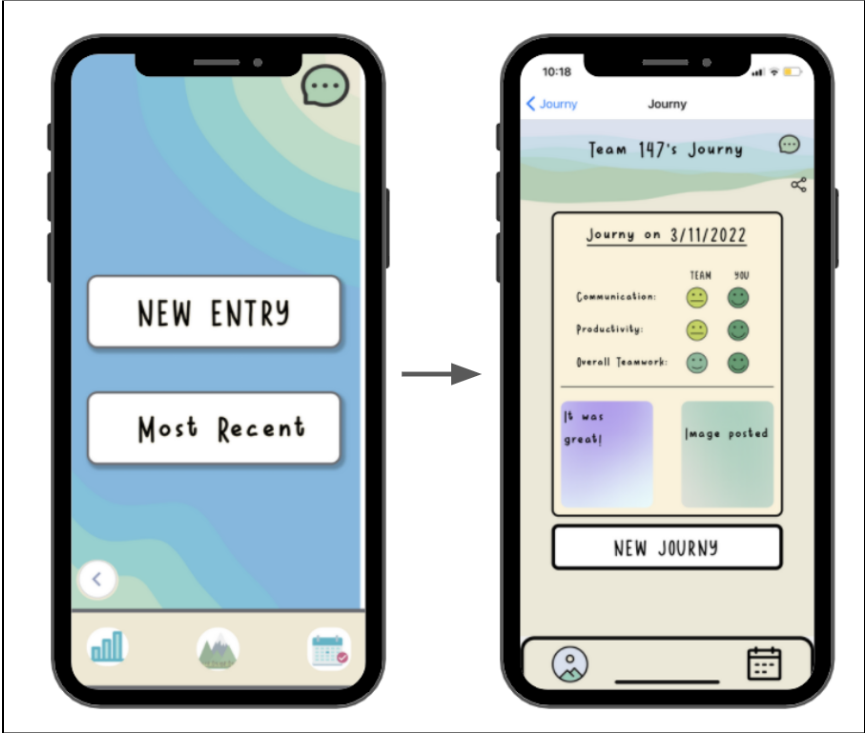 NEW ENTRY
Most Recent
10:18
Journy
Journy
Team 147's Journy
Journy on 3/11/2022
TEAM YOU
Communication:
Productivity:
Overall Teamwork:
It was
great!
Image posted
NEW JOURNY